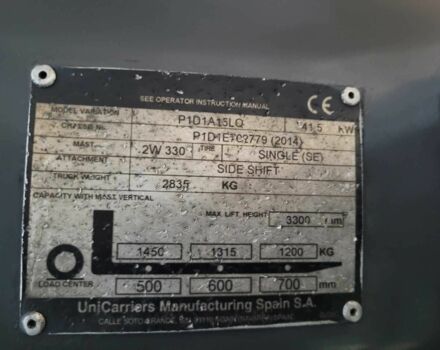 SEE OPERATOR INSTRUCTION MANUAL
CE
MODEL VARIATION P1D1A15LQ 41,5 KW
P1D1E702779 (2014)
MAST 2W 330 TIRE SINGLE (SE)
ATTACHMENT SIDE SHIFT
TRUCK WEIGHT 2835 KG
CAPACITY WITH MAST VERTICAL
MAX. LIFT. HEIGHT 3300 mm
1450 1315 1200 KG
LOAD CENTER 500 600 700 mm
UniCarriers Manufacturing Spain S.A.